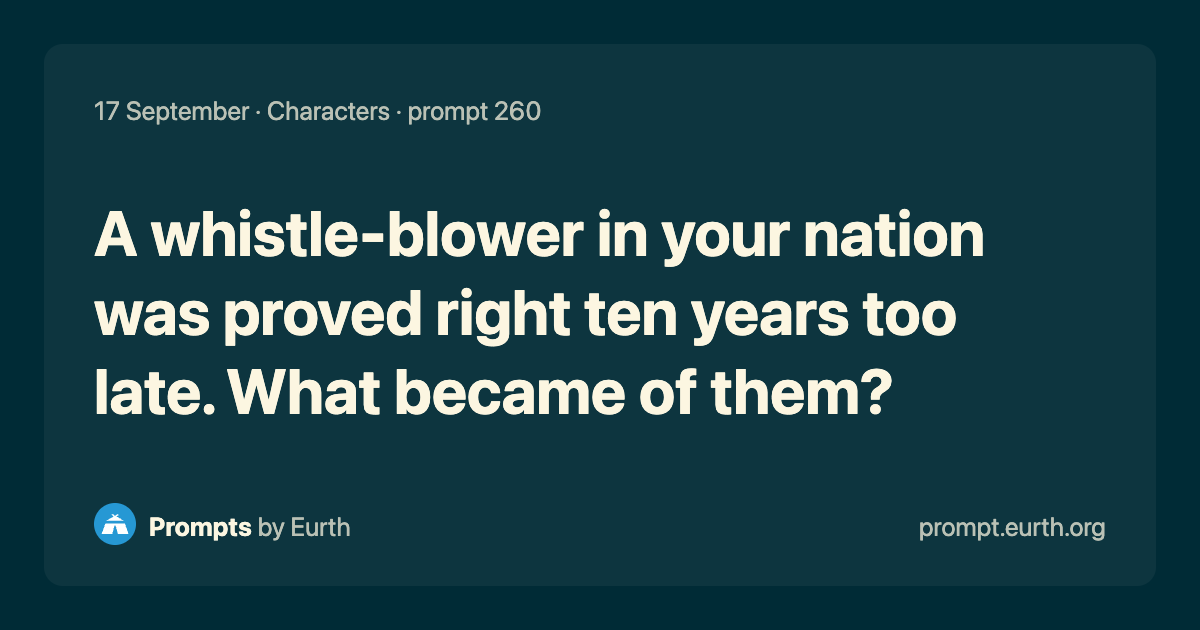 17 September · Characters · prompt 260
A whistle-blower in your nation
was proved right ten years too
late. What became of them?
Prompts by Eurth
prompt.eurth.org